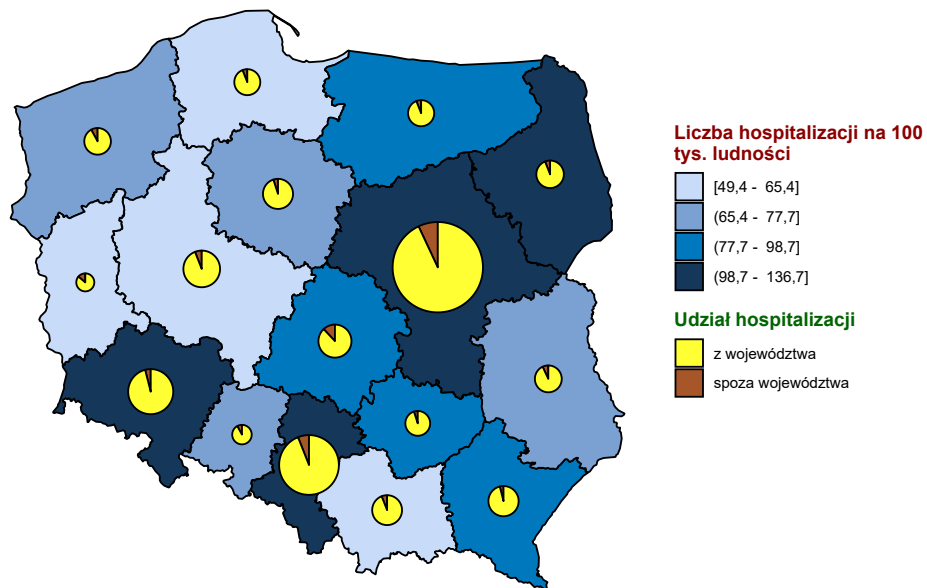 Liczba hospitalizacji na 100
tys. ludności
[49,4 - 65,4]
(65,4 - 77,7]
(77,7 - 98,7]
(98,7 - 136,7]
Udział hospitalizacji
z województwa
spoza województwa